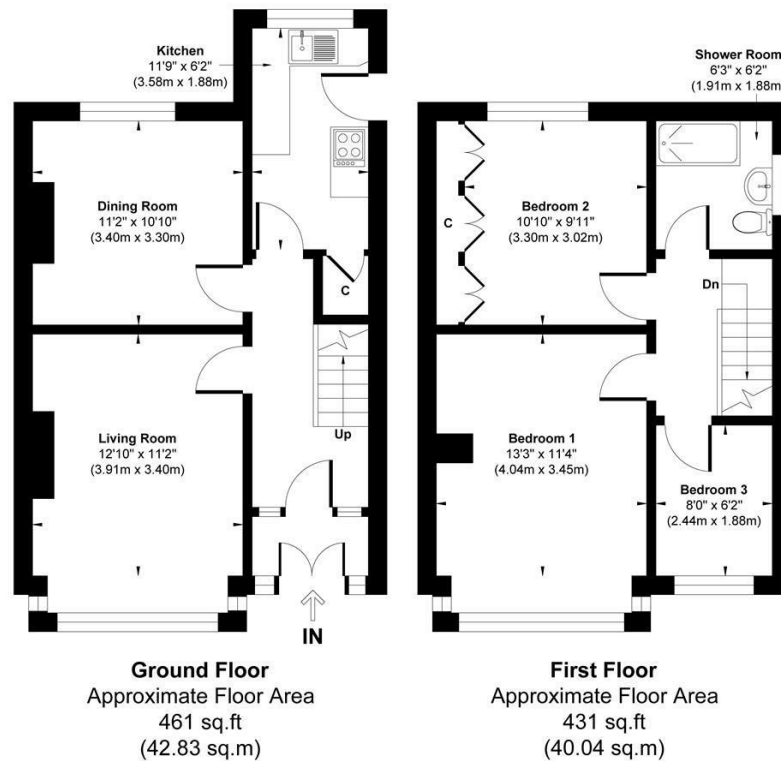 Kitchen
11'9" x 6'2"
(3.58m x 1.88m)
Dining Room
11'2" x 10'10"
(3.40m x 3.30m)
C
Living Room
12'10" x 11'2"
(3.91m x 3.40m)
Up
IN
Ground Floor
Approximate Floor Area
461 sq.ft
(42.83 sq.m)
Shower Room
6'3" x 6'2"
(1.91m x 1.88m)
Bedroom 2
10'10" x 9'11"
(3.30m x 3.02m)
C
Dn
Bedroom 1
13'3" x 11'4"
(4.04m x 3.45m)
Bedroom 3
8'0" x 6'2"
(2.44m x 1.88m)
First Floor
Approximate Floor Area
431 sq.ft
(40.04 sq.m)